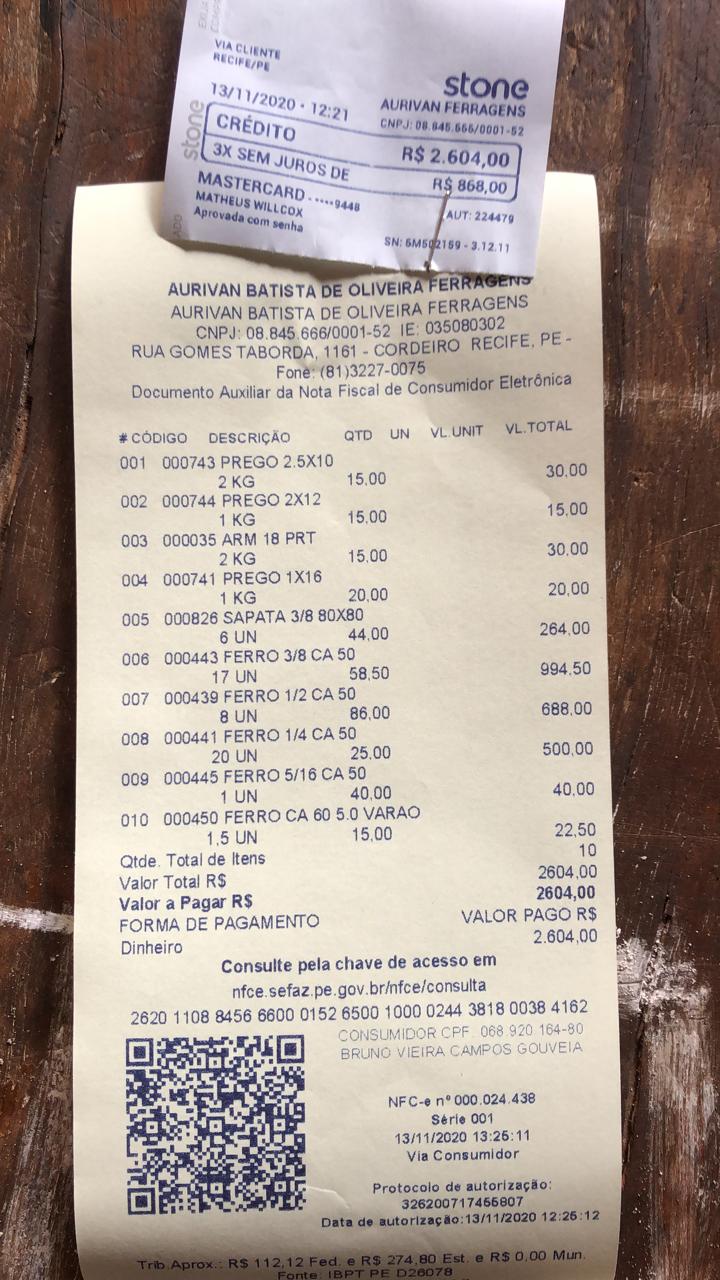 VIA CLIENTE
RECIFE/PE
stone
stone
13/11/2020 • 12:21
AURIVAN FERRAGENS
CNPJ: 08.845.666/0001-52
CRÉDITO R$ 2.604,00
3X SEM JUROS DE R$ 868,00
MASTERCARD - ••••• 9448
MATHEUS WILLCOX AUT: 224479
Aprovada com senha
SN: 6M502159 - 3.12.11
AURIVAN BATISTA DE OLIVEIRA FERRAGENS
AURIVAN BATISTA DE OLIVEIRA FERRAGENS
CNPJ: 08.845.666/0001-52 IE: 035080302
RUA GOMES TABORDA, 1161 - CORDEIRO RECIFE, PE -
Fone: (81)3227-0075
Documento Auxiliar da Nota Fiscal de Consumidor Eletrônica
# CÓDIGO DESCRIÇÃO QTD UN VL.UNIT VL.TOTAL
001 000743 PREGO 2.5X10
2 KG 15,00 30,00
002 000744 PREGO 2X12
1 KG 15,00 15,00
003 000035 ARM 18 PRT
2 KG 15,00 30,00
004 000741 PREGO 1X16
1 KG 20,00 20,00
005 000826 SAPATA 3/8 80X80
6 UN 44,00 264,00
006 000443 FERRO 3/8 CA 50
17 UN 58,50 994,50
007 000439 FERRO 1/2 CA 50
8 UN 86,00 688,00
008 000441 FERRO 1/4 CA 50
20 UN 25,00 500,00
009 000445 FERRO 5/16 CA 50
1 UN 40,00 40,00
010 000450 FERRO CA 60 5.0 VARAO
1,5 UN 15,00 22,50
Qtde. Total de Itens 10
Valor Total R$ 2604,00
Valor a Pagar R$ 2604,00
FORMA DE PAGAMENTO VALOR PAGO R$
Dinheiro 2.604,00
Consulte pela chave de acesso em
nfce.sefaz.pe.gov.br/nfce/consulta
2620 1108 8456 6600 0152 6500 1000 0244 3818 0038 4162
CONSUMIDOR CPF. 068.920.164-80
BRUNO VIEIRA CAMPOS GOUVEIA
NFC-e nº 000.024.438
Série 001
13/11/2020 13:25:11
Via Consumidor
Protocolo de autorização:
326200717455807
Data de autorização:13/11/2020 12:25:12
Trib.Aprox.: R$ 112,12 Fed. e R$ 274,80 Est. e R$ 0,00 Mun.
Fonte: IBPT PE D26078